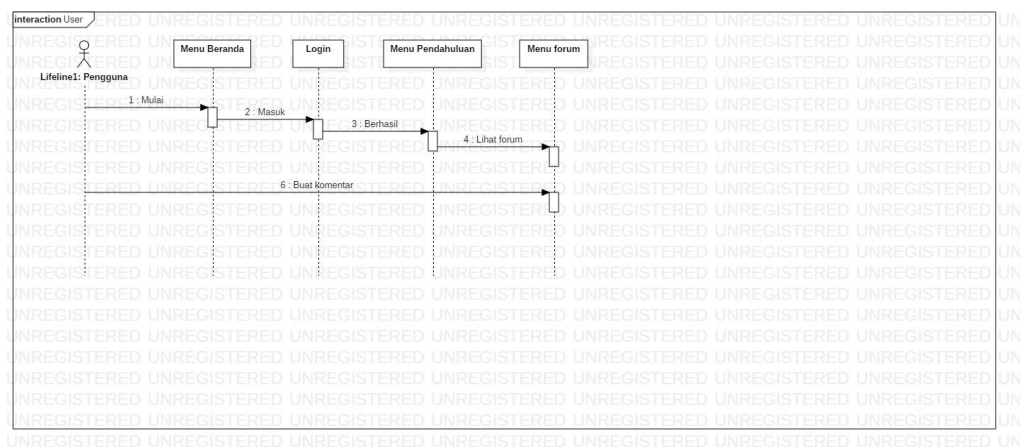 interaction User
Menu Beranda
Login
Menu Pendahuluan
Menu forum
Lifeline1: Pengguna
1 : Mulai
2 : Masuk
3 : Berhasil
4 : Lihat forum
6 : Buat komentar
UNREGISTERED